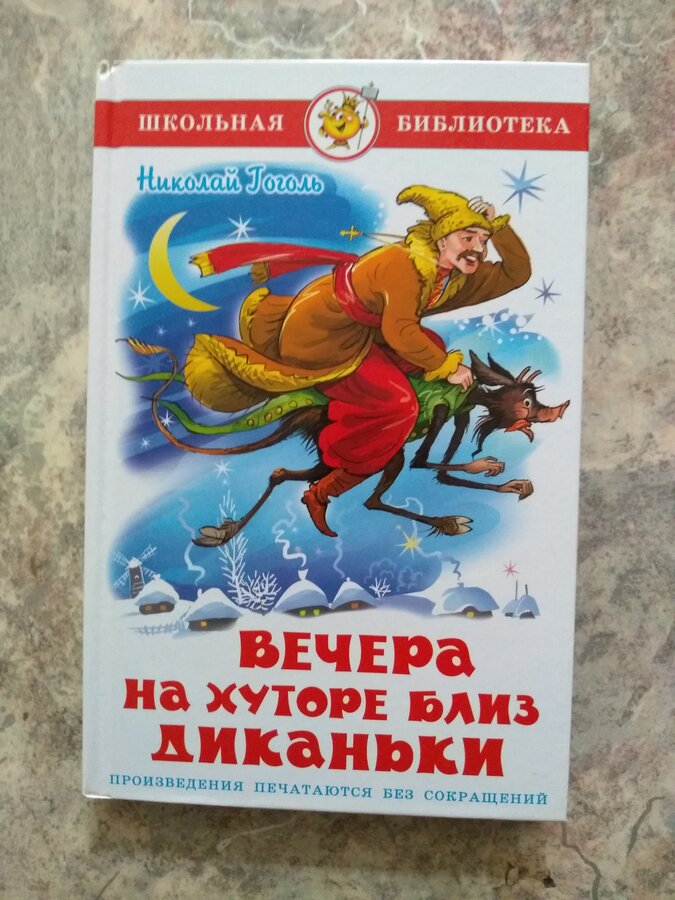 ШКОЛЬНАЯ БИБЛИОТЕКА
Николай Гоголь
ВЕЧЕРА
НА ХУТОРЕ БЛИЗ
ДИКАНЬКИ
ПРОИЗВЕДЕНИЯ ПЕЧАТАЮТСЯ БЕЗ СОКРАЩЕНИЙ